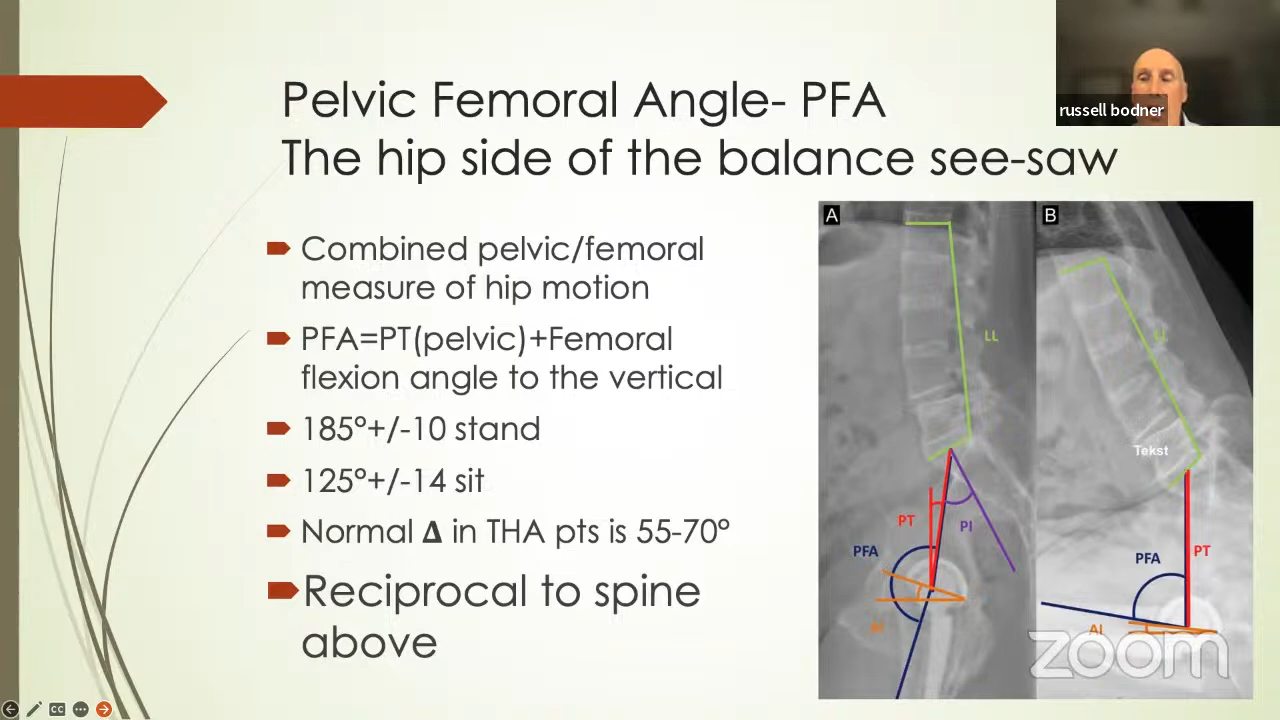 russell bodner
Pelvic Femoral Angle- PFA
The hip side of the balance see-saw
Combined pelvic/femoral
measure of hip motion
PFA=PT(pelvic)+Femoral
flexion angle to the vertical
185°+/-10 stand
125°+/-14 sit
Normal Δ in THA pts is 55-70°
Reciprocal to spine
above
A
LL
PT
PI
PFA
AI
B
LL
Tekst
PFA
PT
AI
zoom
CC